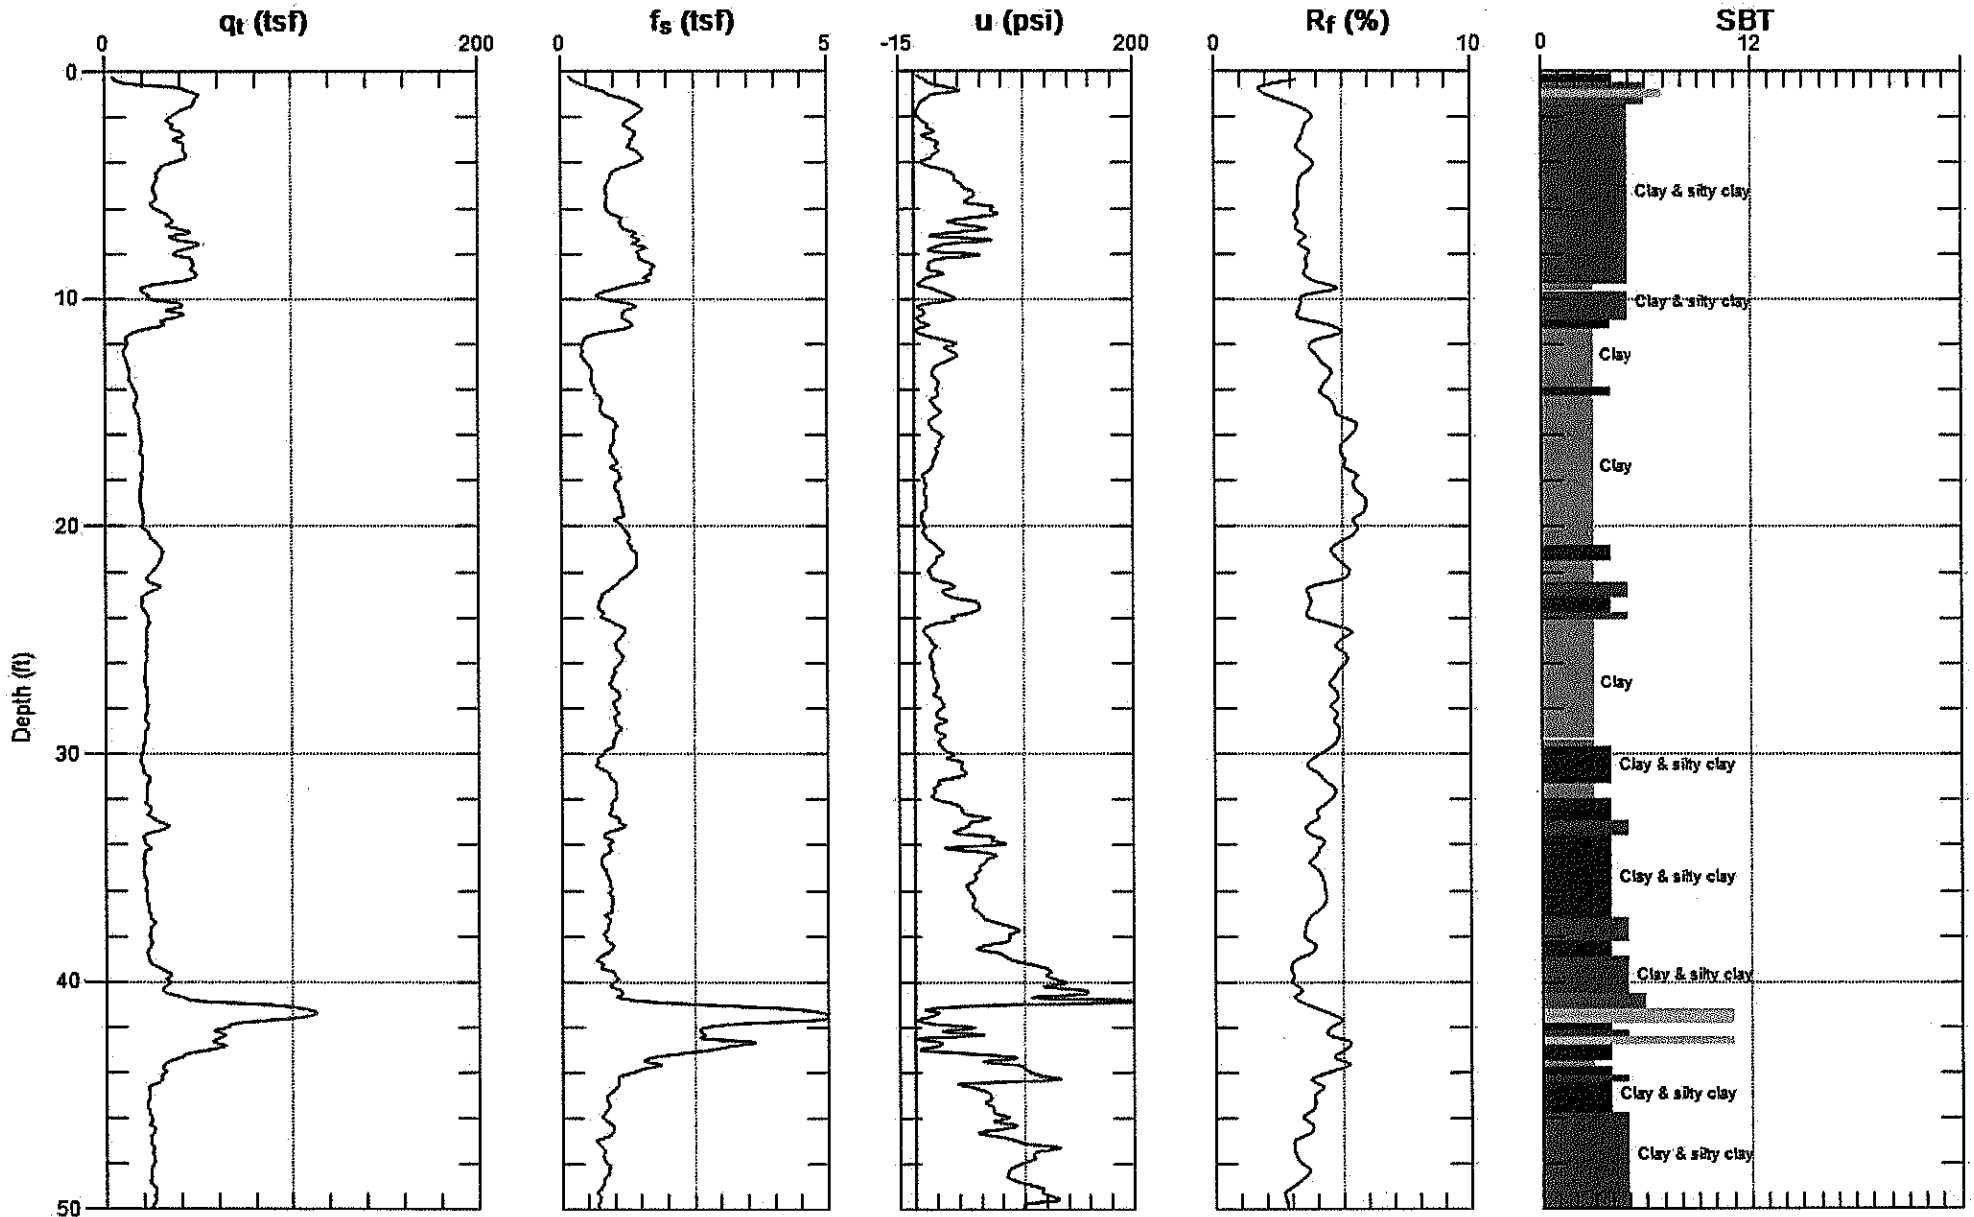 qt (tsf) fs (tsf) u (psi) Rf (%) SBT
0 200 0 5 -15 200 0 10 0 12
0
Clay & silty clay
10
Clay & silty clay
Clay
Clay
20
Depth (ft)
Clay
30
Clay & silty clay
Clay & silty clay
40
Clay & silty clay
Clay & silty clay
Clay & silty clay
50